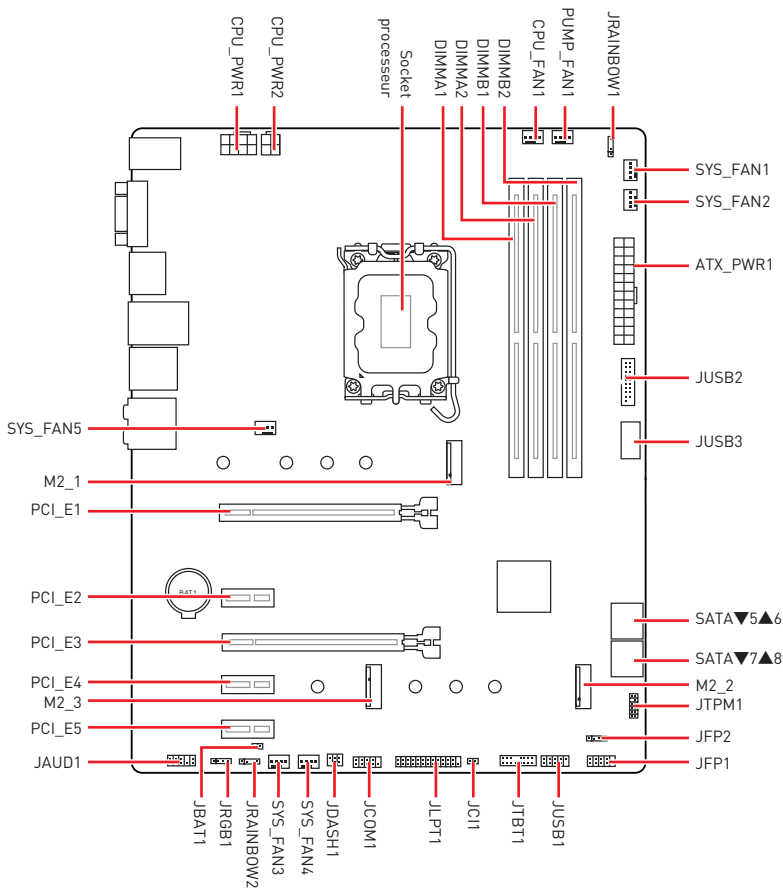 CPU_PWR1
CPU_PWR2
Socket
processeur
DIMMA1
DIMMA2
DIMMB1
DIMMB2
CPU_FAN1
PUMP_FAN1
JRAINBOW1
SYS_FAN1
SYS_FAN2
ATX_PWR1
JUSB2
JUSB3
SYS_FAN5
M2_1
PCI_E1
BAT1
PCI_E2
PCI_E3
PCI_E4
M2_3
PCI_E5
JAUD1
SATA▼5▲6
SATA▼7▲8
M2_2
JTPM1
JFP2
JFP1
JBAT1
JRGB1
JRAINBOW2
SYS_FAN3
SYS_FAN4
JDASH1
JCOM1
JLPT1
JCI1
JTBT1
JUSB1